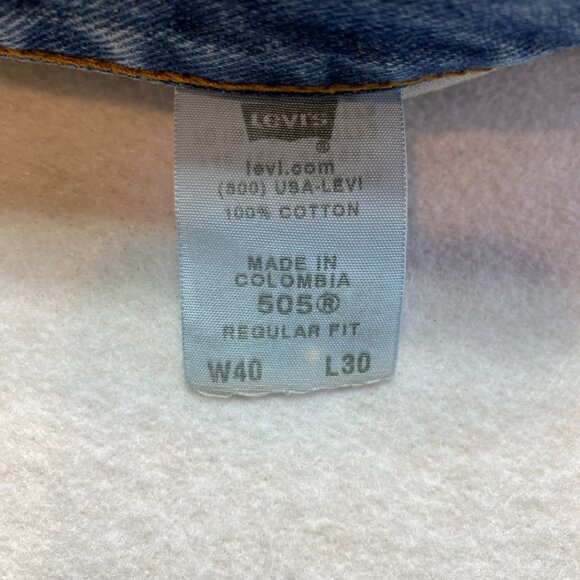 LEVI'S
®
levi.com
(800) USA-LEVI
100% COTTON
MADE IN
COLOMBIA
505®
REGULAR FIT
W40 L30